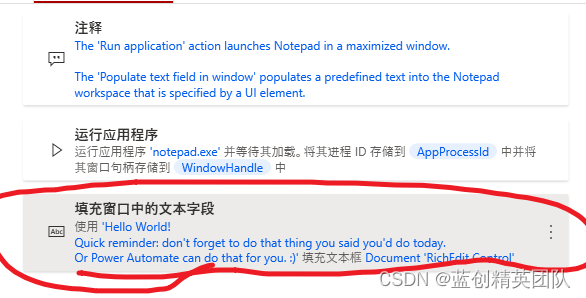 注释
The 'Run application' action launches Notepad in a maximized window.
The 'Populate text field in window' populates a predefined text into the Notepad
workspace that is specified by a UI element.
运行应用程序
运行应用程序 'notepad.exe' 并等待其加载。将其进程 ID 存储到 AppProcessId 中并将
其窗口句柄存储到 WindowHandle 中
填充窗口中的文本字段
Abc
使用 'Hello World!
Quick reminder: don't forget to do that thing you said you'd do today.
Or Power Automate can do that for you. :)' 填充文本框 Document 'RichEdit Control'
CSDN @蓝创精英团队